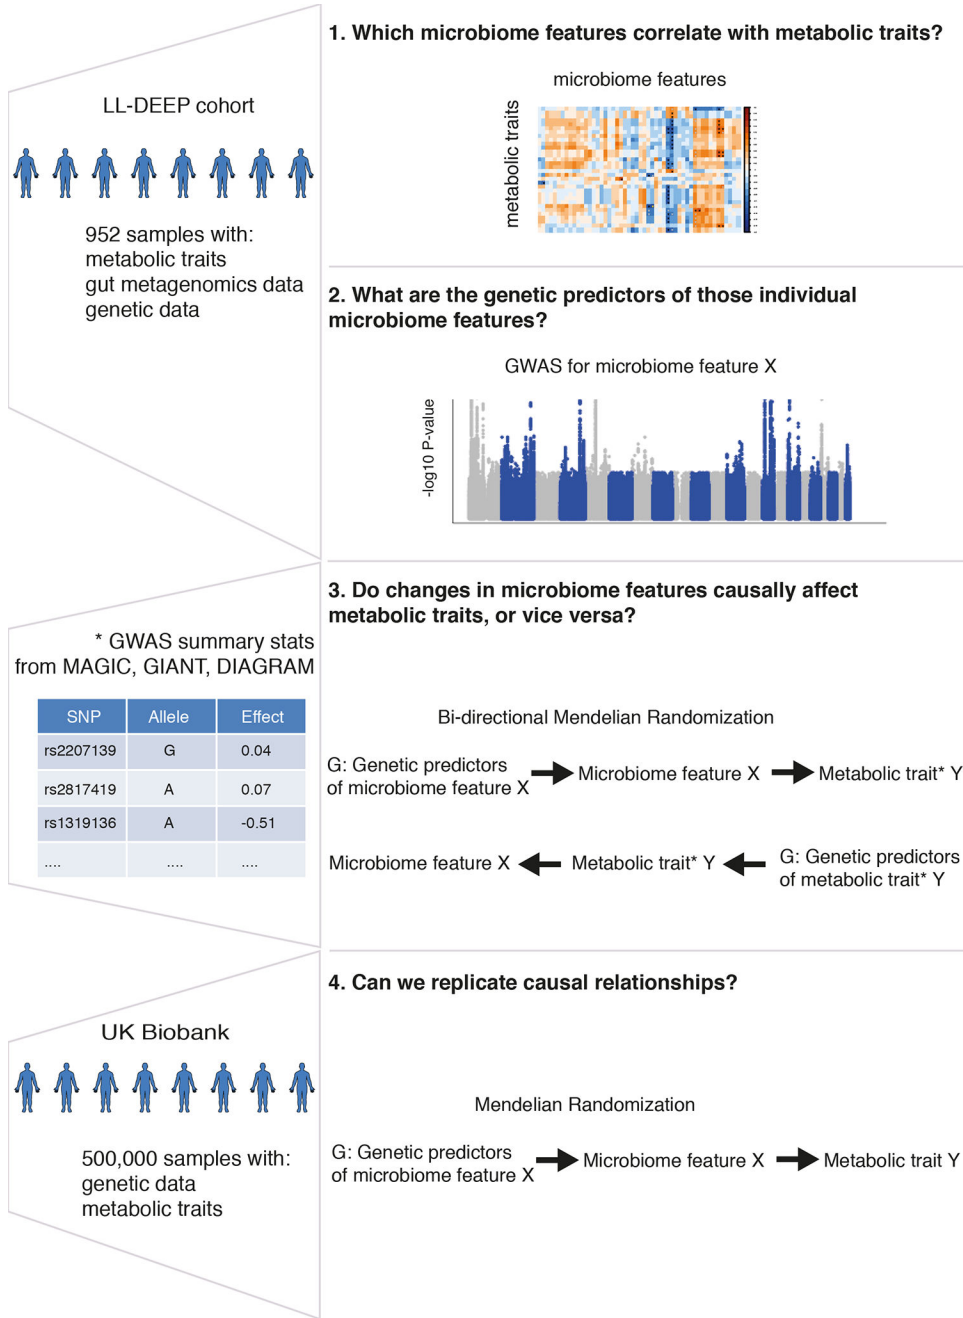 1. Which microbiome features correlate with metabolic traits?
LL-DEEP cohort
952 samples with:
metabolic traits
gut metagenomics data
genetic data
microbiome features
metabolic traits
2. What are the genetic predictors of those individual
microbiome features?
GWAS for microbiome feature X
-log10 P-value
3. Do changes in microbiome features causally affect
metabolic traits, or vice versa?
* GWAS summary stats
from MAGIC, GIANT, DIAGRAM
SNP Allele Effect
rs2207139 G 0.04
rs2817419 A 0.07
rs1319136 A -0.51
.... .... ....
Bi-directional Mendelian Randomization
G: Genetic predictors
of microbiome feature X
Microbiome feature X
Metabolic trait* Y
Microbiome feature X
Metabolic trait* Y
G: Genetic predictors
of metabolic trait* Y
4. Can we replicate causal relationships?
UK Biobank
500,000 samples with:
genetic data
metabolic traits
Mendelian Randomization
G: Genetic predictors
of microbiome feature X
Microbiome feature X
Metabolic trait Y